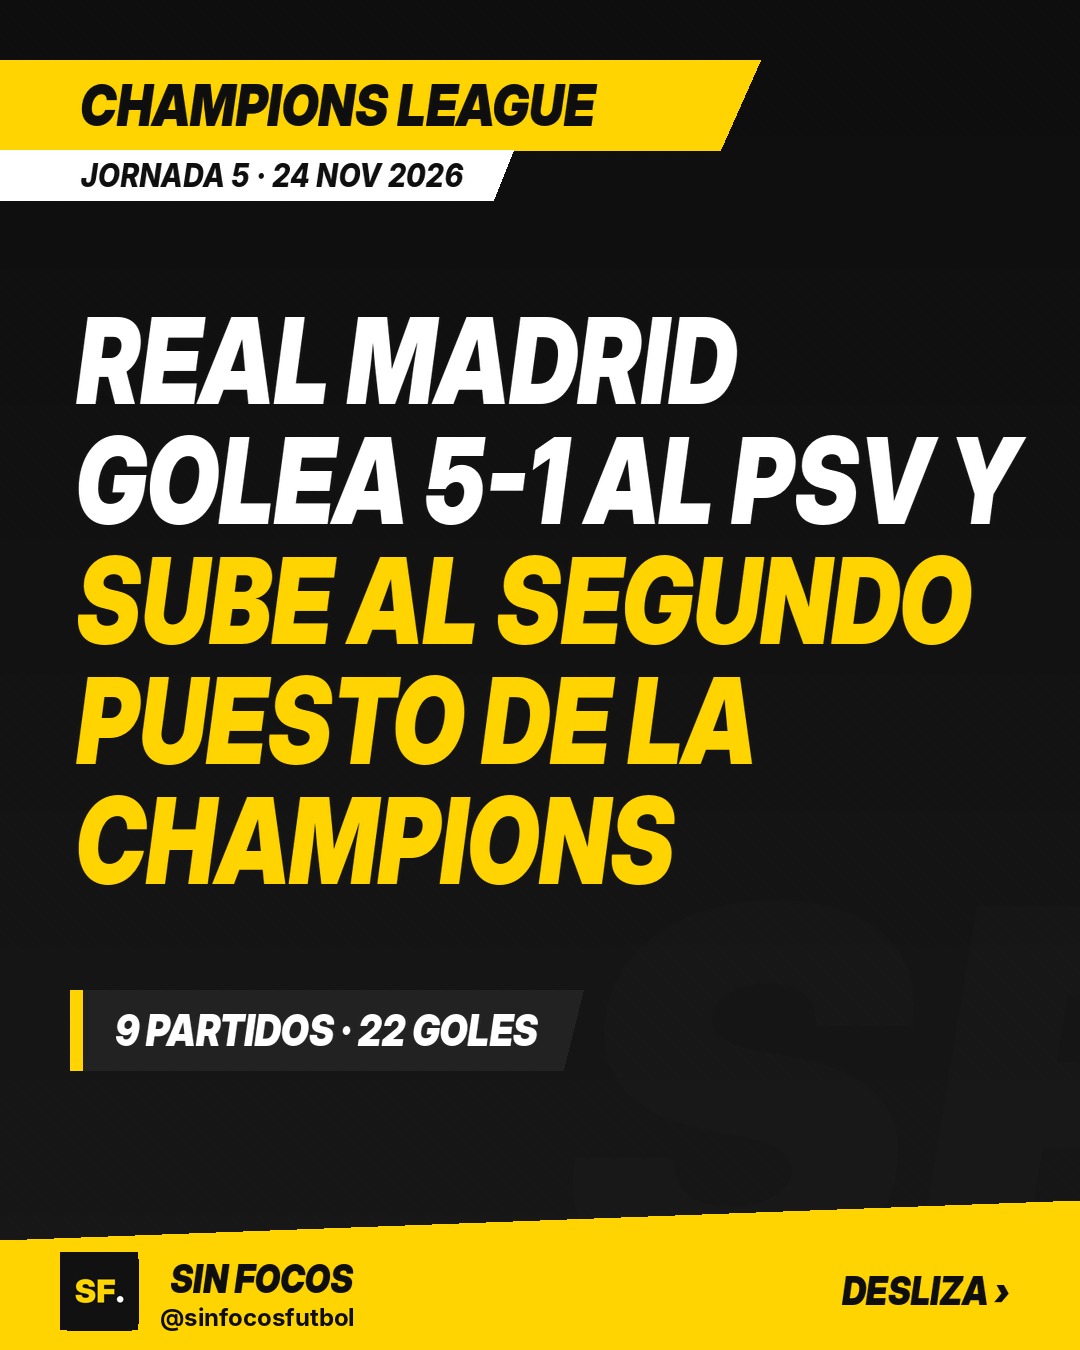 CHAMPIONS LEAGUE
JORNADA 5 · 24 NOV 2026
REAL MADRID
GOLEA 5-1 AL PSV Y
SUBE AL SEGUNDO
PUESTO DE LA
CHAMPIONS
9 PARTIDOS · 22 GOLES
SF
SF.
SIN FOCOS
@sinfocosfutbol
DESLIZA ›